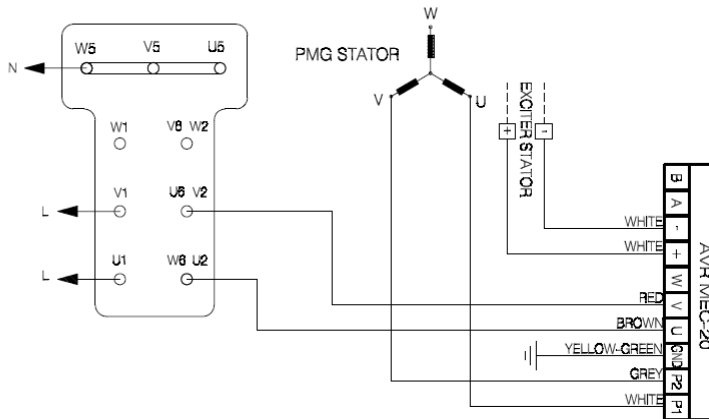 W5 V5 U5
N
W1 V6 W2
V1 U6 V2
L
U1 W6 U2
L
PMG STATOR
W
V
U
EXCITER STATOR
+ -
B
A
WHITE -
WHITE +
W
RED V
BROWN U
YELLOW-GREEN GND
GREY P2
WHITE P1
AVR MEC-20